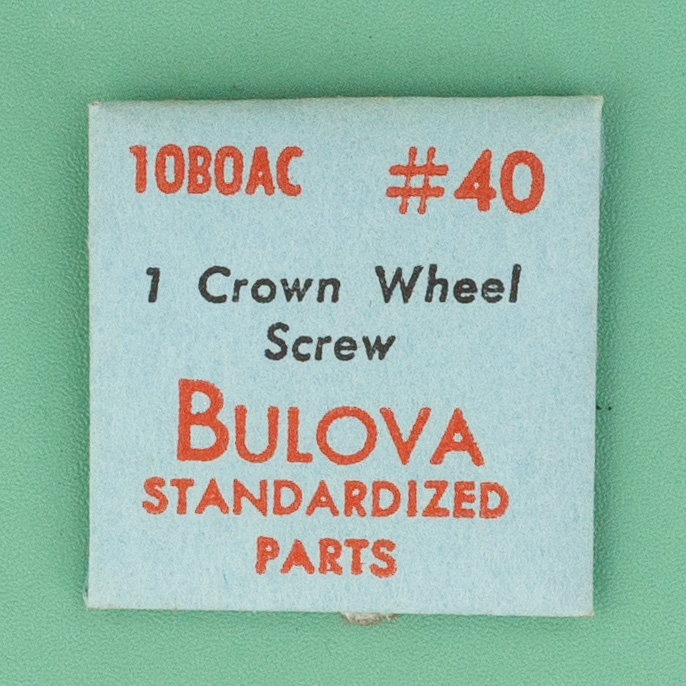 10BOAC #40
1 Crown Wheel
Screw
BULOVA
STANDARDIZED
PARTS